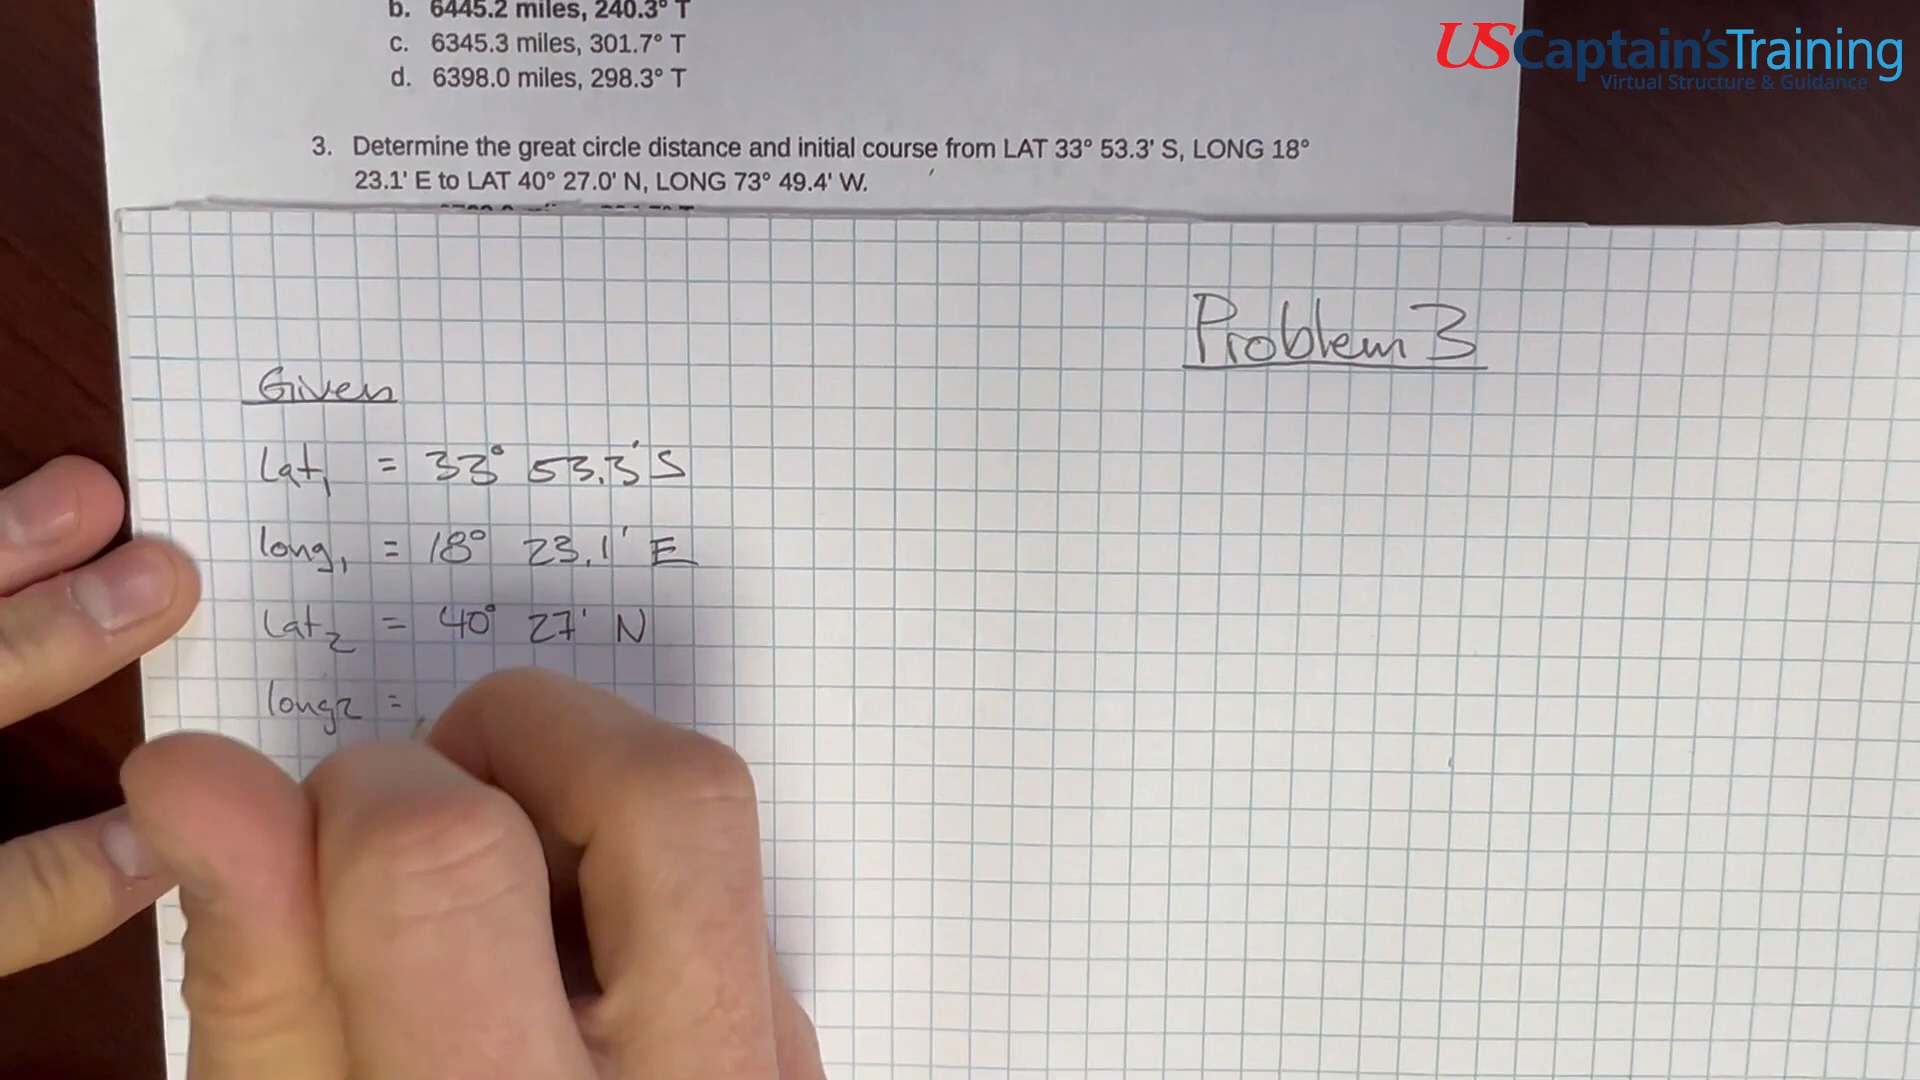 b. 6445.2 miles, 240.3° T
c. 6345.3 miles, 301.7° T
d. 6398.0 miles, 298.3° T
USCaptain'sTraining
Virtual Structure & Guidance
3. Determine the great circle distance and initial course from LAT 33° 53.3' S, LONG 18°
23.1' E to LAT 40° 27.0' N, LONG 73° 49.4' W.
Problem 3
Given
Lat1 = 33° 53.3' S
long1 = 18° 23.1' E
Lat2 = 40° 27' N
long2 =